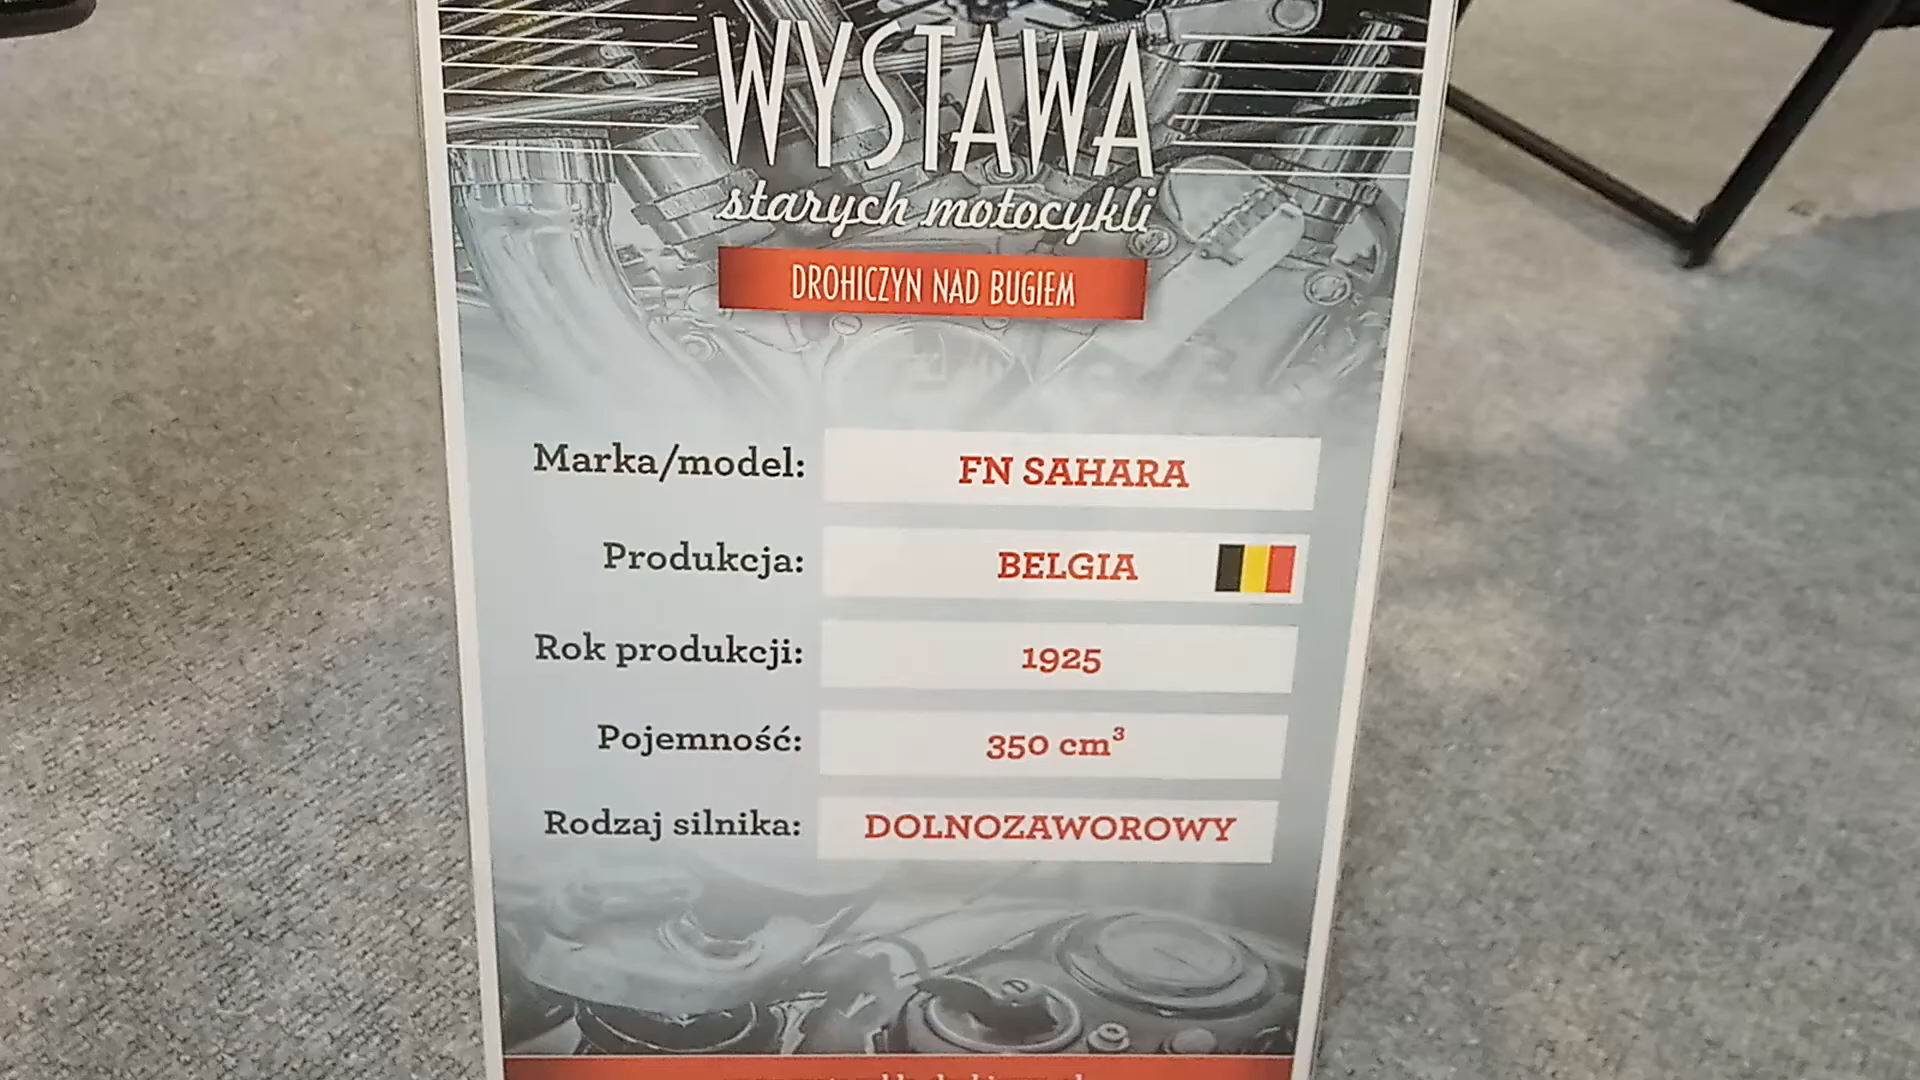 WYSTAWA
starych motocykli
DROHICZYN NAD BUGIEM
Marka/model: FN SAHARA
Produkcja: BELGIA
Rok produkcji: 1925
Pojemność: 350 cm³
Rodzaj silnika: DOLNOZAWOROWY